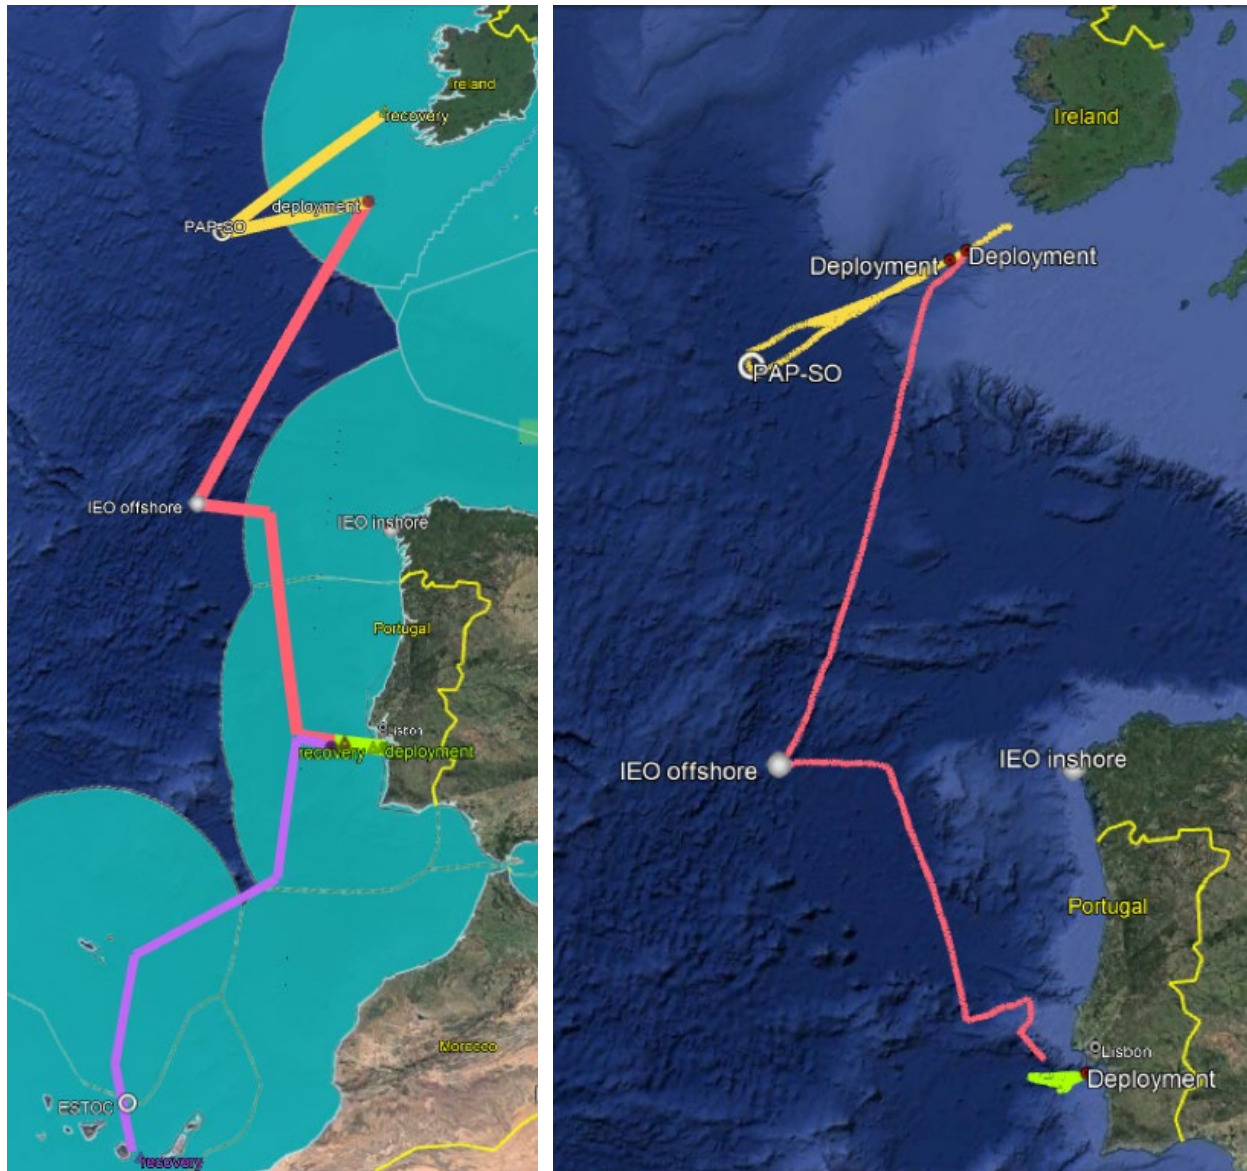 Ireland
recovery
deployment
PAP-SO
IEO offshore
IEO inshore
Portugal
Lisbon
recovery
deployment
Morocco
ESTOC
recovery
Ireland
Deployment
Deployment
PAP-SO
IEO offshore
IEO inshore
Portugal
Lisbon
Deployment